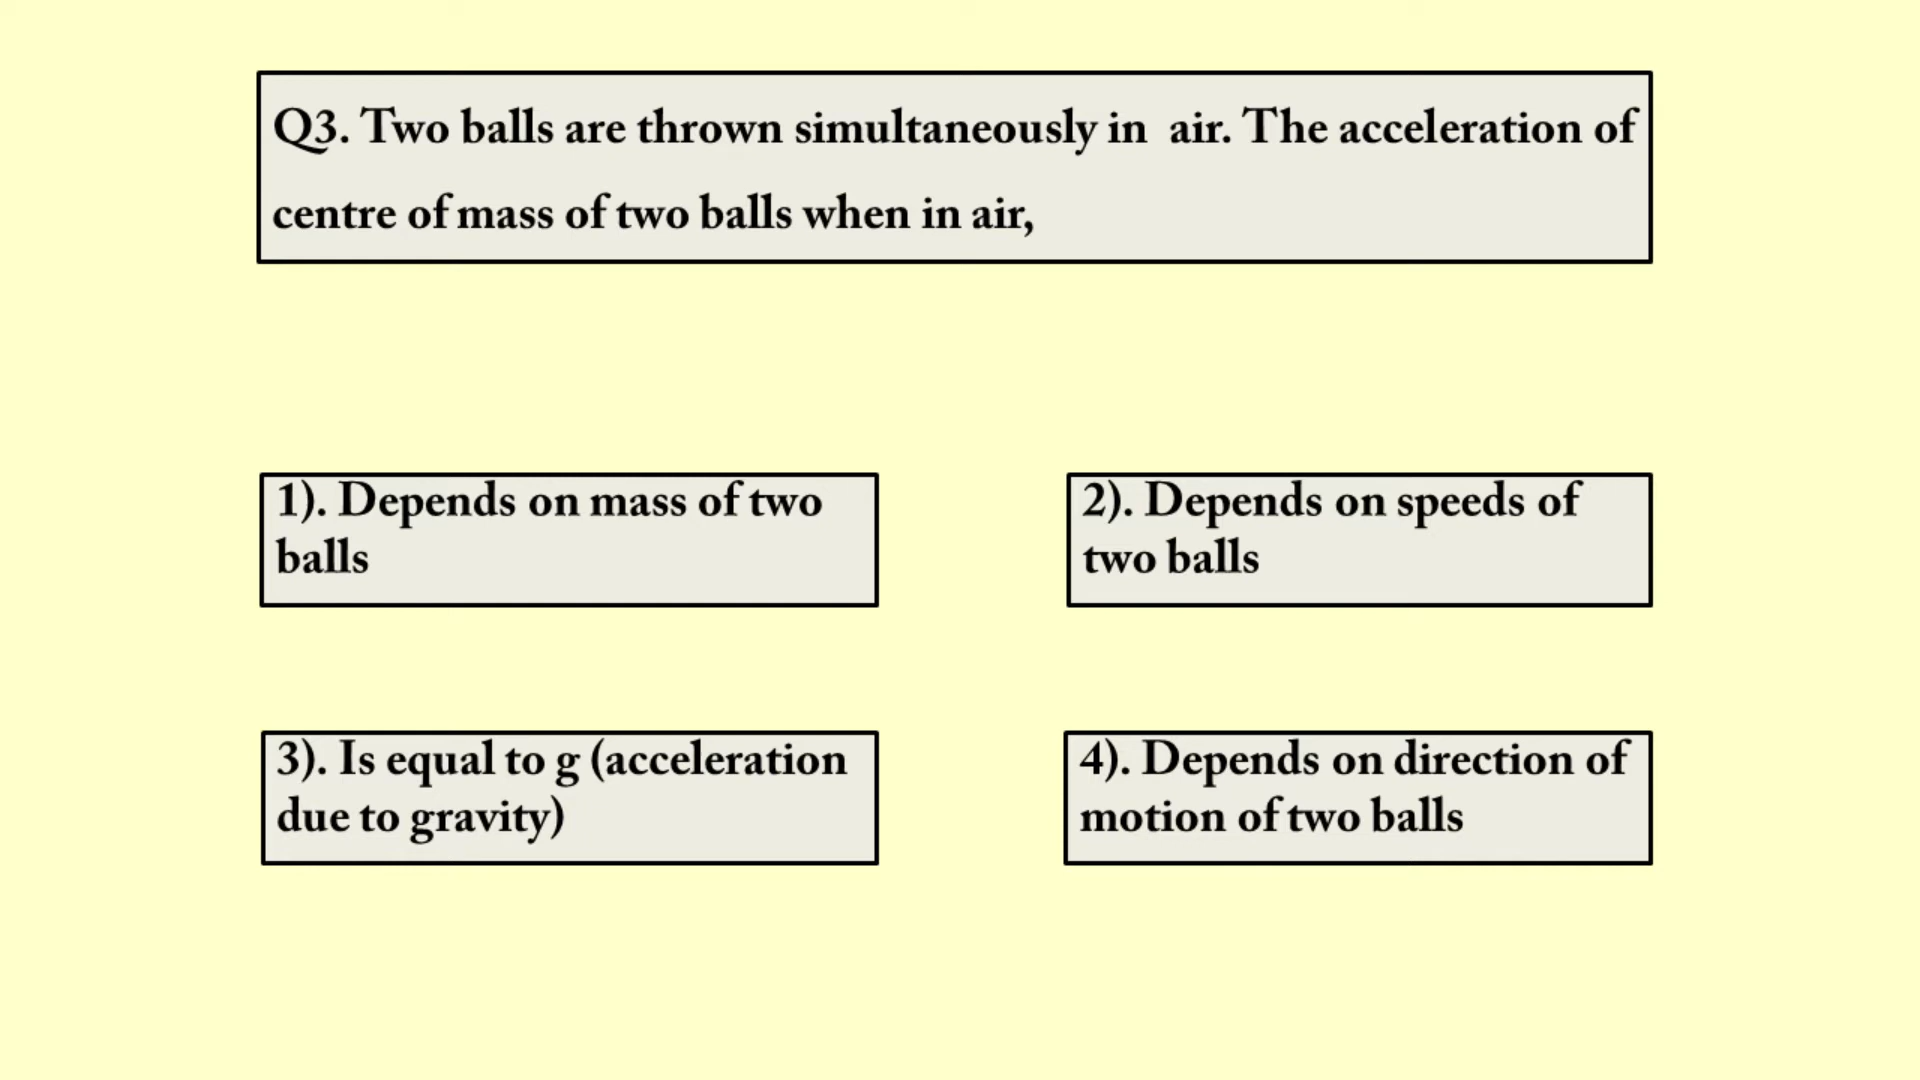 Q3. Two balls are thrown simultaneously in air. The acceleration of
centre of mass of two balls when in air,
1). Depends on mass of two
balls
2). Depends on speeds of
two balls
3). Is equal to g (acceleration
due to gravity)
4). Depends on direction of
motion of two balls